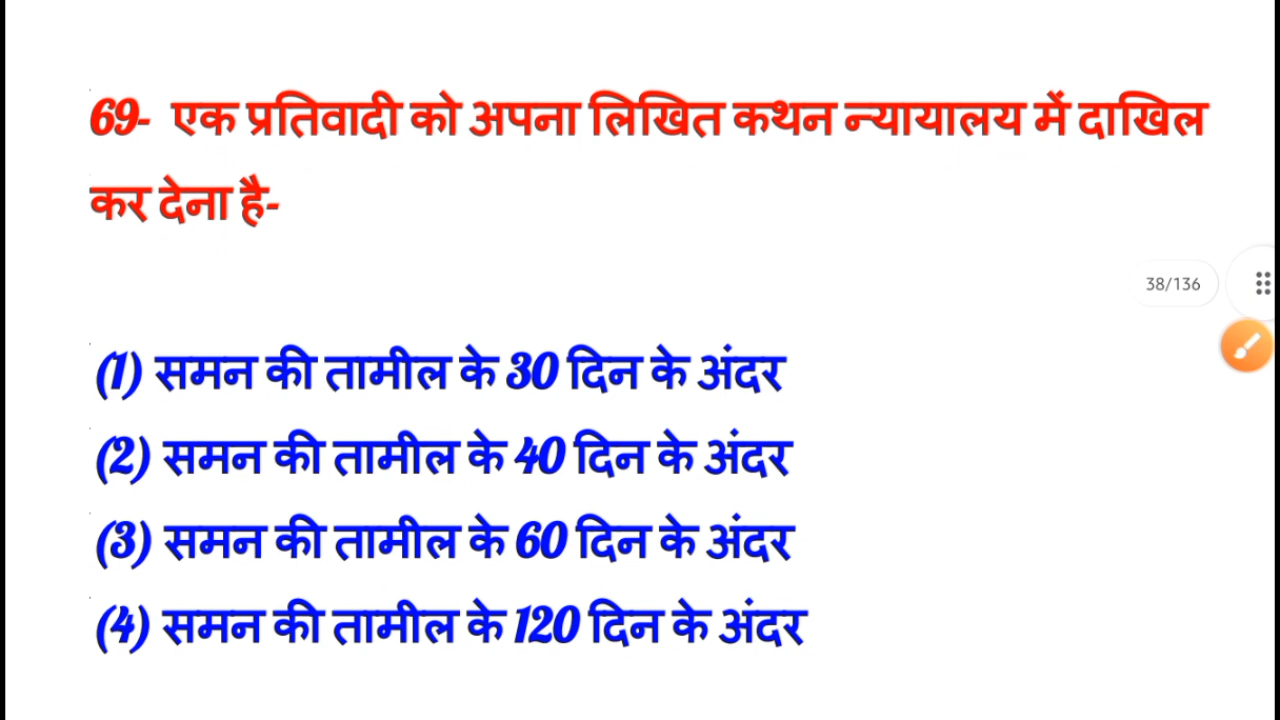 69- एक प्रतिवादी को अपना लिखित कथन न्यायालय में दाखिल
कर देना है-
38/136
(1) समन की तामील के 30 दिन के अंदर
(2) समन की तामील के 40 दिन के अंदर
(3) समन की तामील के 60 दिन के अंदर
(4) समन की तामील के 120 दिन के अंदर